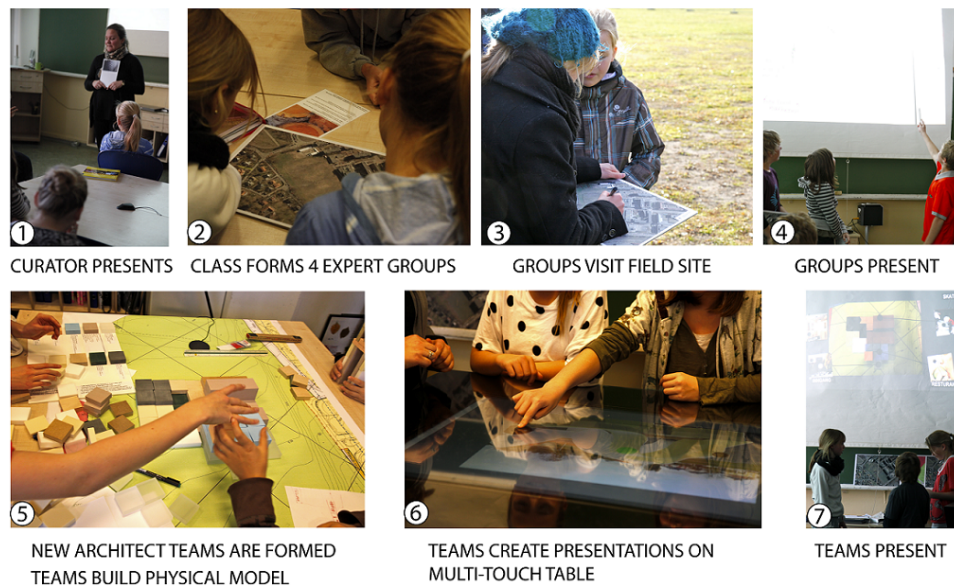 1
CURATOR PRESENTS
2
CLASS FORMS 4 EXPERT GROUPS
3
GROUPS VISIT FIELD SITE
4
GROUPS PRESENT
5
NEW ARCHITECT TEAMS ARE FORMED
TEAMS BUILD PHYSICAL MODEL
6
TEAMS CREATE PRESENTATIONS ON
MULTI-TOUCH TABLE
7
TEAMS PRESENT